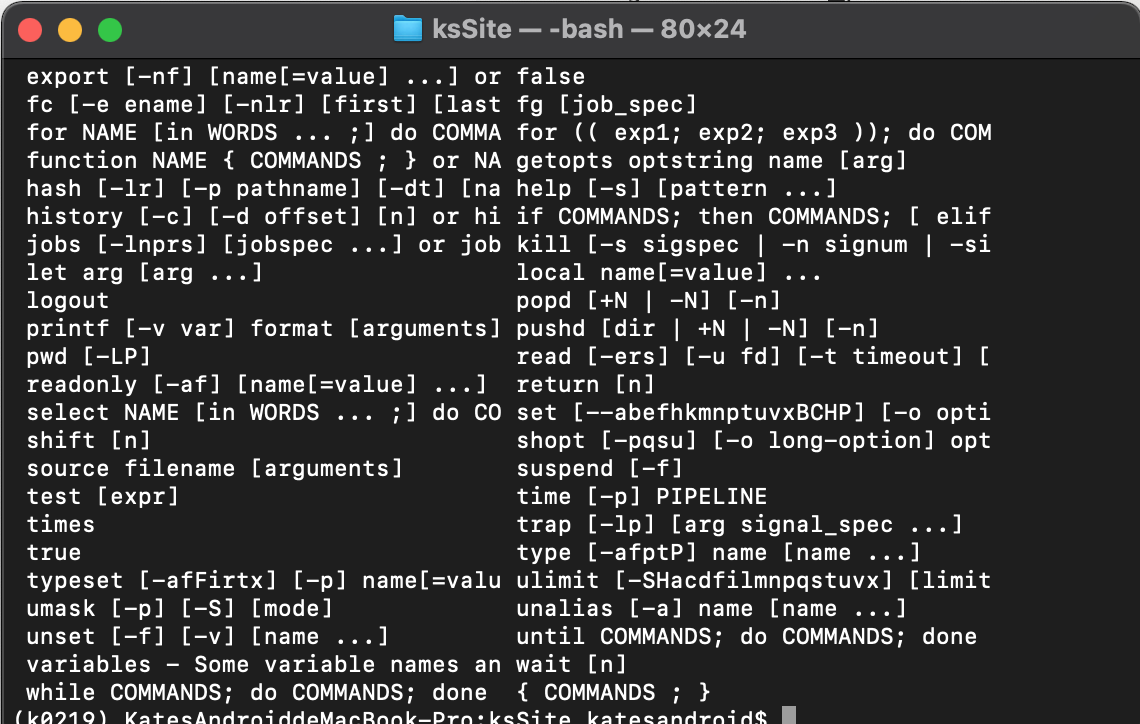 ksSite — -bash — 80×24
export [-nf] [name[=value] ...] or false
fc [-e ename] [-nlr] [first] [last fg [job_spec]
for NAME [in WORDS ... ;] do COMMA for (( exp1; exp2; exp3 )); do COM
function NAME { COMMANDS ; } or NA getopts optstring name [arg]
hash [-lr] [-p pathname] [-dt] [na help [-s] [pattern ...]
history [-c] [-d offset] [n] or hi if COMMANDS; then COMMANDS; [ elif
jobs [-lnprs] [jobspec ...] or job kill [-s sigspec | -n signum | -si
let arg [arg ...] local name[=value] ...
logout popd [+N | -N] [-n]
printf [-v var] format [arguments] pushd [dir | +N | -N] [-n]
pwd [-LP] read [-ers] [-u fd] [-t timeout] [
readonly [-af] [name[=value] ...] return [n]
select NAME [in WORDS ... ;] do CO set [--abefhkmnptuvxBCHP] [-o opti
shift [n] shopt [-pqsu] [-o long-option] opt
source filename [arguments] suspend [-f]
test [expr] time [-p] PIPELINE
times trap [-lp] [arg signal_spec ...]
true type [-afptP] name [name ...]
typeset [-afFirtx] [-p] name[=valu ulimit [-SHacdfilmnpqstuvx] [limit
umask [-p] [-S] [mode] unalias [-a] name [name ...]
unset [-f] [-v] [name ...] until COMMANDS; do COMMANDS; done
variables - Some variable names an wait [n]
while COMMANDS; do COMMANDS; done { COMMANDS ; }
(k0219) KatesAndroiddeMacBook-Pro:ksSite katesandroid$